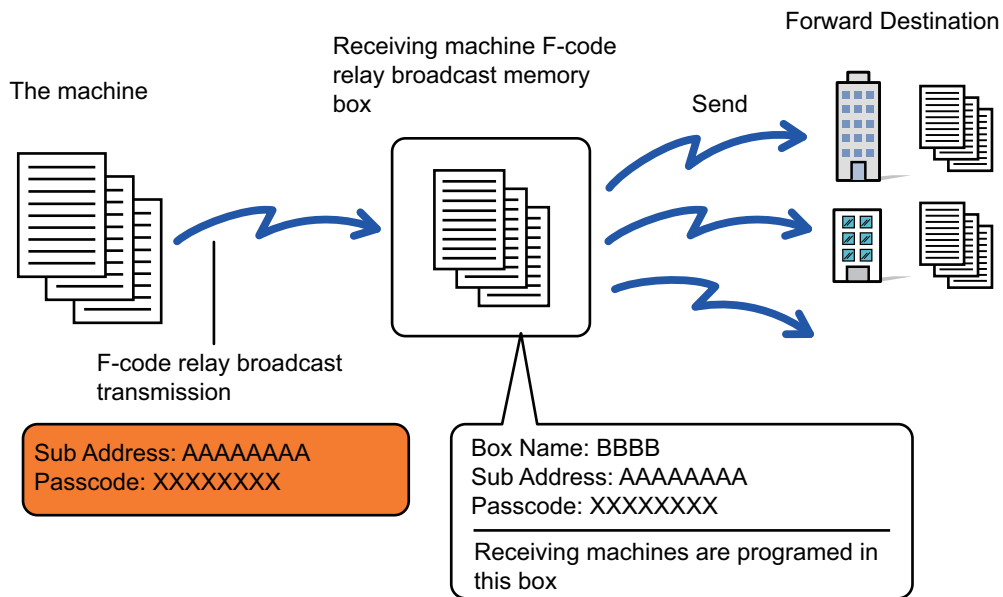 The machine
Receiving machine F-code
relay broadcast memory
box
Forward Destination
Send
F-code relay broadcast
transmission
Sub Address: AAAAAAAA
Passcode: XXXXXXXX
Box Name: BBBB
Sub Address: AAAAAAAA
Passcode: XXXXXXXX
Receiving machines are programed in
this box